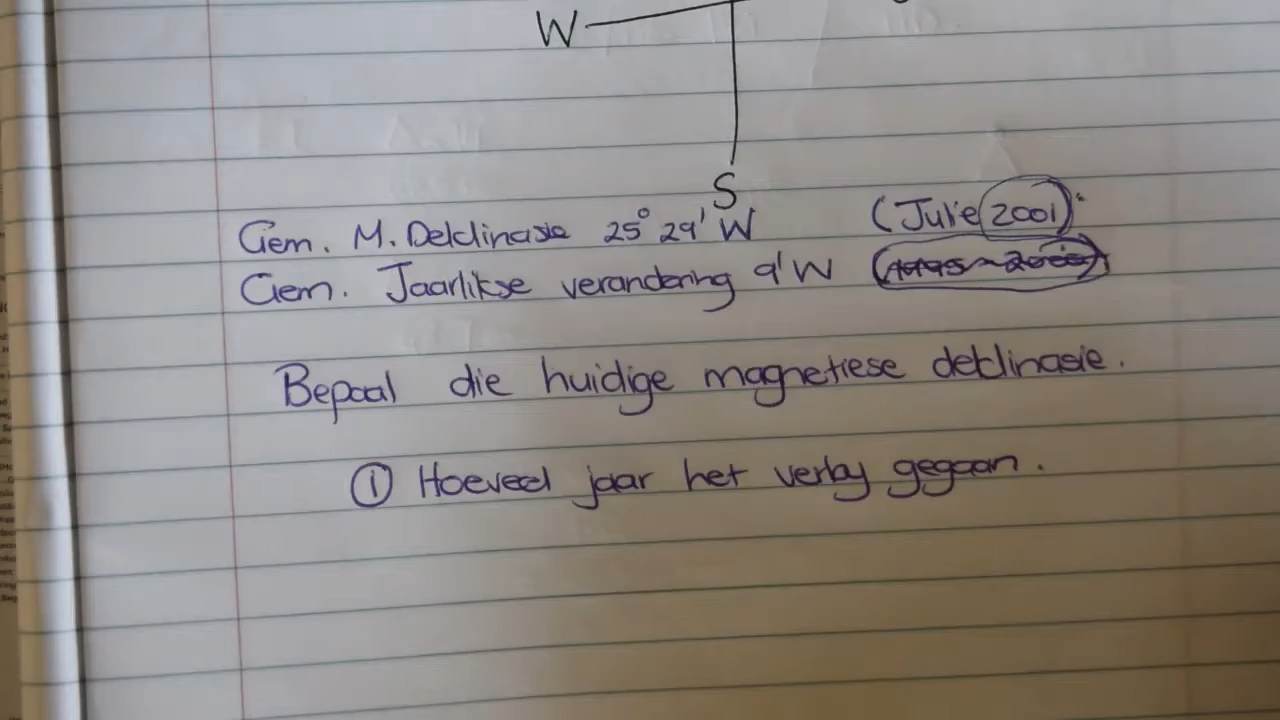 W
S
Gem. M. Deklinasie 25° 29' W (Julie 2001):
Gem. Jaarlikse verandering 9'W
Bepaal die huidige magnetiese deklinasie.
① Hoeveel jaar het verby gegaan.